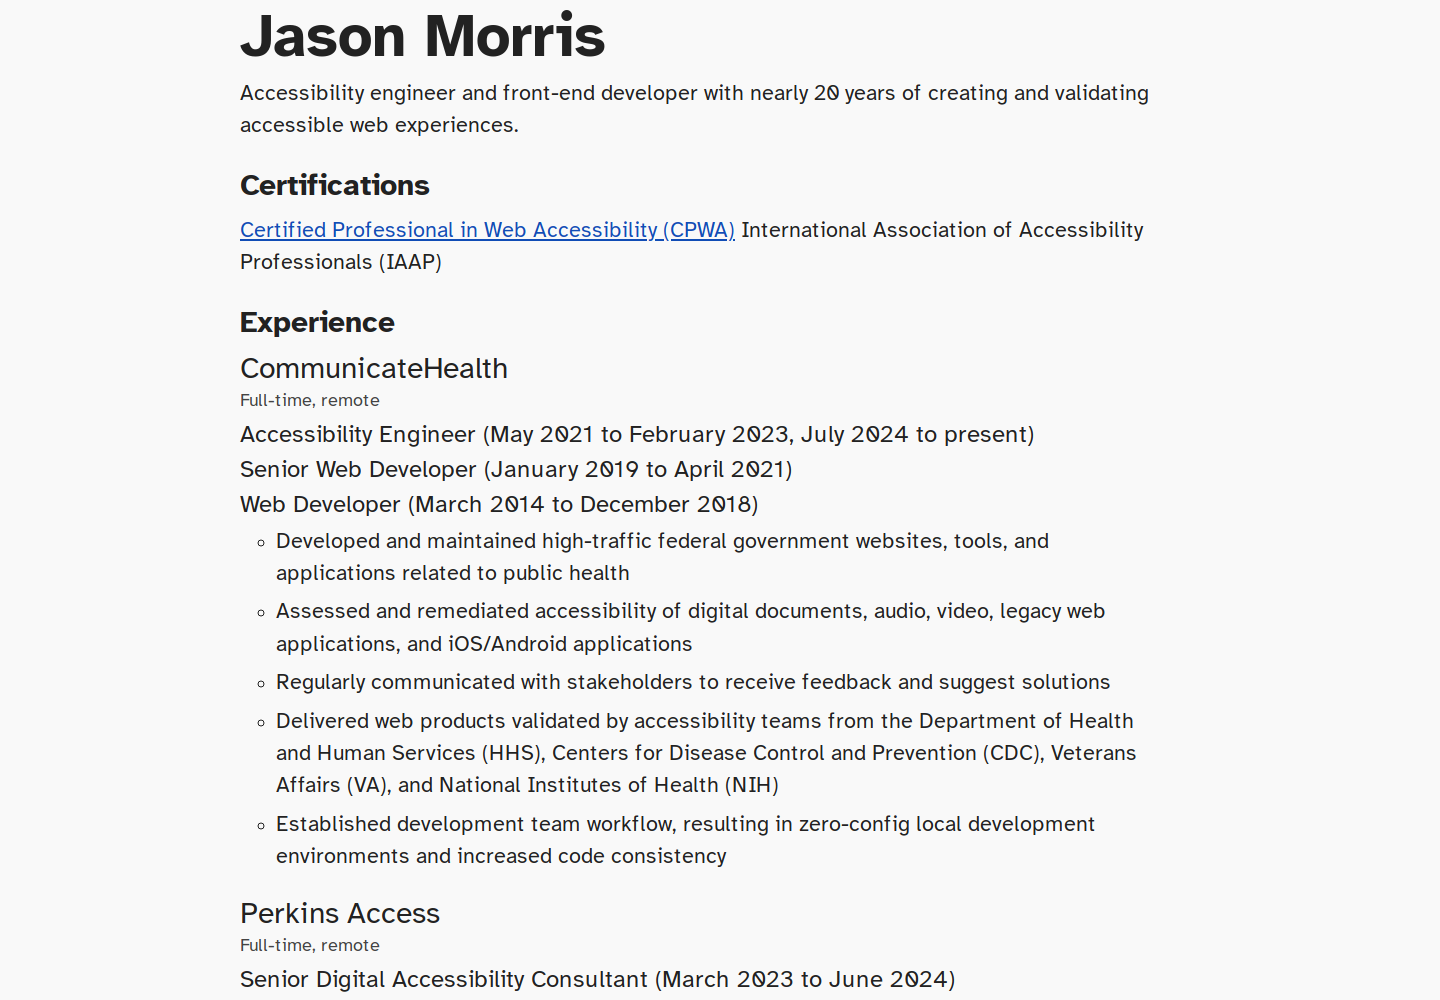 Jason Morris
Accessibility engineer and front-end developer with nearly 20 years of creating and validating
accessible web experiences.
Certifications
Certified Professional in Web Accessibility (CPWA) International Association of Accessibility
Professionals (IAAP)
Experience
CommunicateHealth
Full-time, remote
Accessibility Engineer (May 2021 to February 2023, July 2024 to present)
Senior Web Developer (January 2019 to April 2021)
Web Developer (March 2014 to December 2018)
Developed and maintained high-traffic federal government websites, tools, and
applications related to public health
Assessed and remediated accessibility of digital documents, audio, video, legacy web
applications, and iOS/Android applications
Regularly communicated with stakeholders to receive feedback and suggest solutions
Delivered web products validated by accessibility teams from the Department of Health
and Human Services (HHS), Centers for Disease Control and Prevention (CDC), Veterans
Affairs (VA), and National Institutes of Health (NIH)
Established development team workflow, resulting in zero-config local development
environments and increased code consistency
Perkins Access
Full-time, remote
Senior Digital Accessibility Consultant (March 2023 to June 2024)